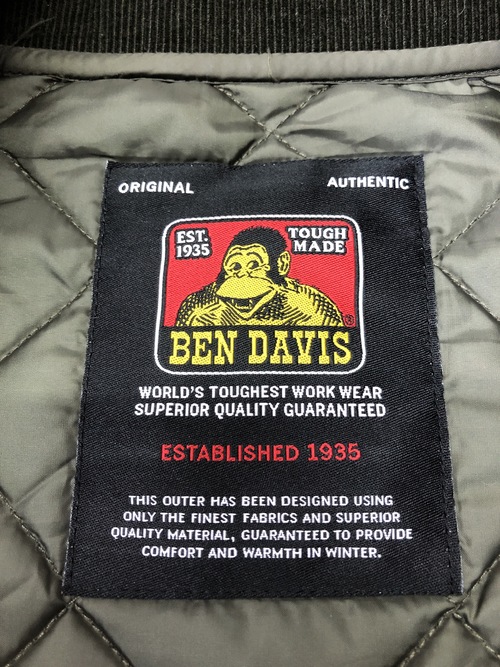 ORIGINAL AUTHENTIC
EST. TOUGH
1935 MADE
BEN DAVIS
®
WORLD'S TOUGHEST WORK WEAR
SUPERIOR QUALITY GUARANTEED
ESTABLISHED 1935
THIS OUTER HAS BEEN DESIGNED USING
ONLY THE FINEST FABRICS AND SUPERIOR
QUALITY MATERIAL, GUARANTEED TO PROVIDE
COMFORT AND WARMTH IN WINTER.